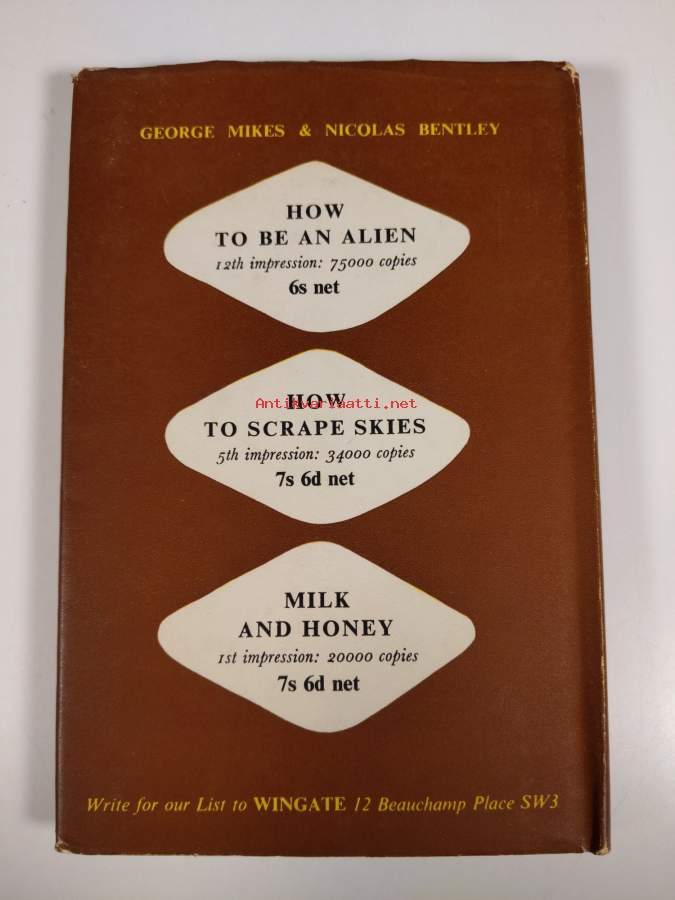 GEORGE MIKES & NICOLAS BENTLEY
HOW
TO BE AN ALIEN
12th impression: 75000 copies
6s net
HOW
Antikvariaatti.net
TO SCRAPE SKIES
5th impression: 34000 copies
7s 6d net
MILK
AND HONEY
1st impression: 20000 copies
7s 6d net
Write for our List to WINGATE 12 Beauchamp Place SW3